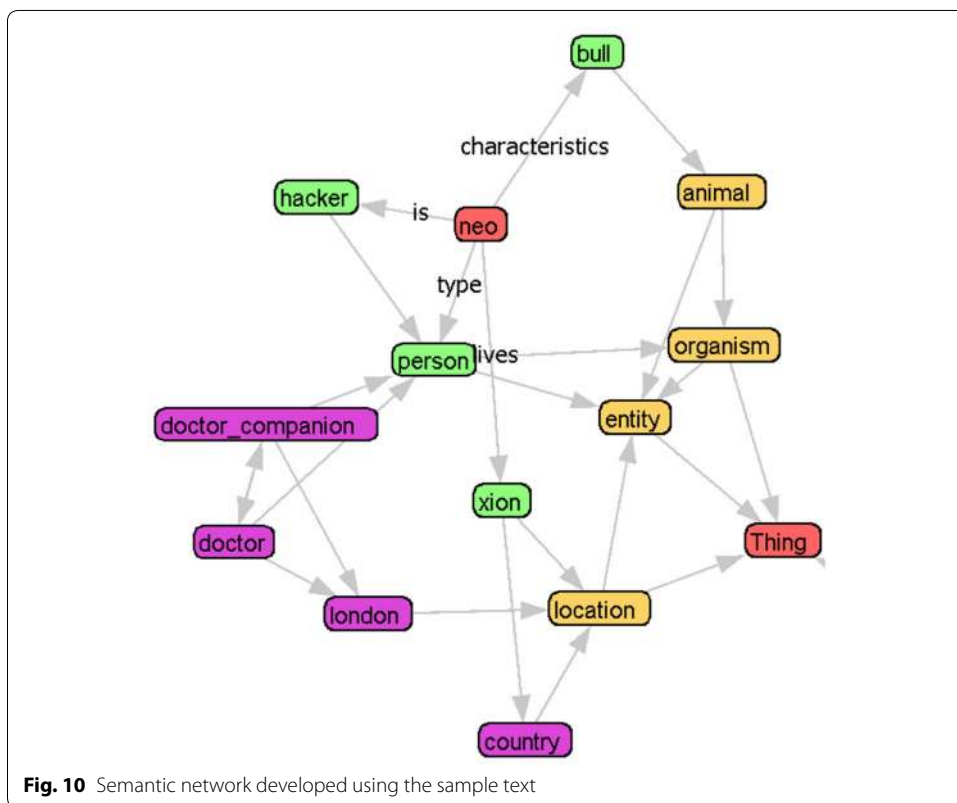 bull
characteristics
animal
hacker
is
neo
type
organism
person
lives
entity
doctor_companion
xion
doctor
Thing
location
london
country
Fig. 10 Semantic network developed using the sample text